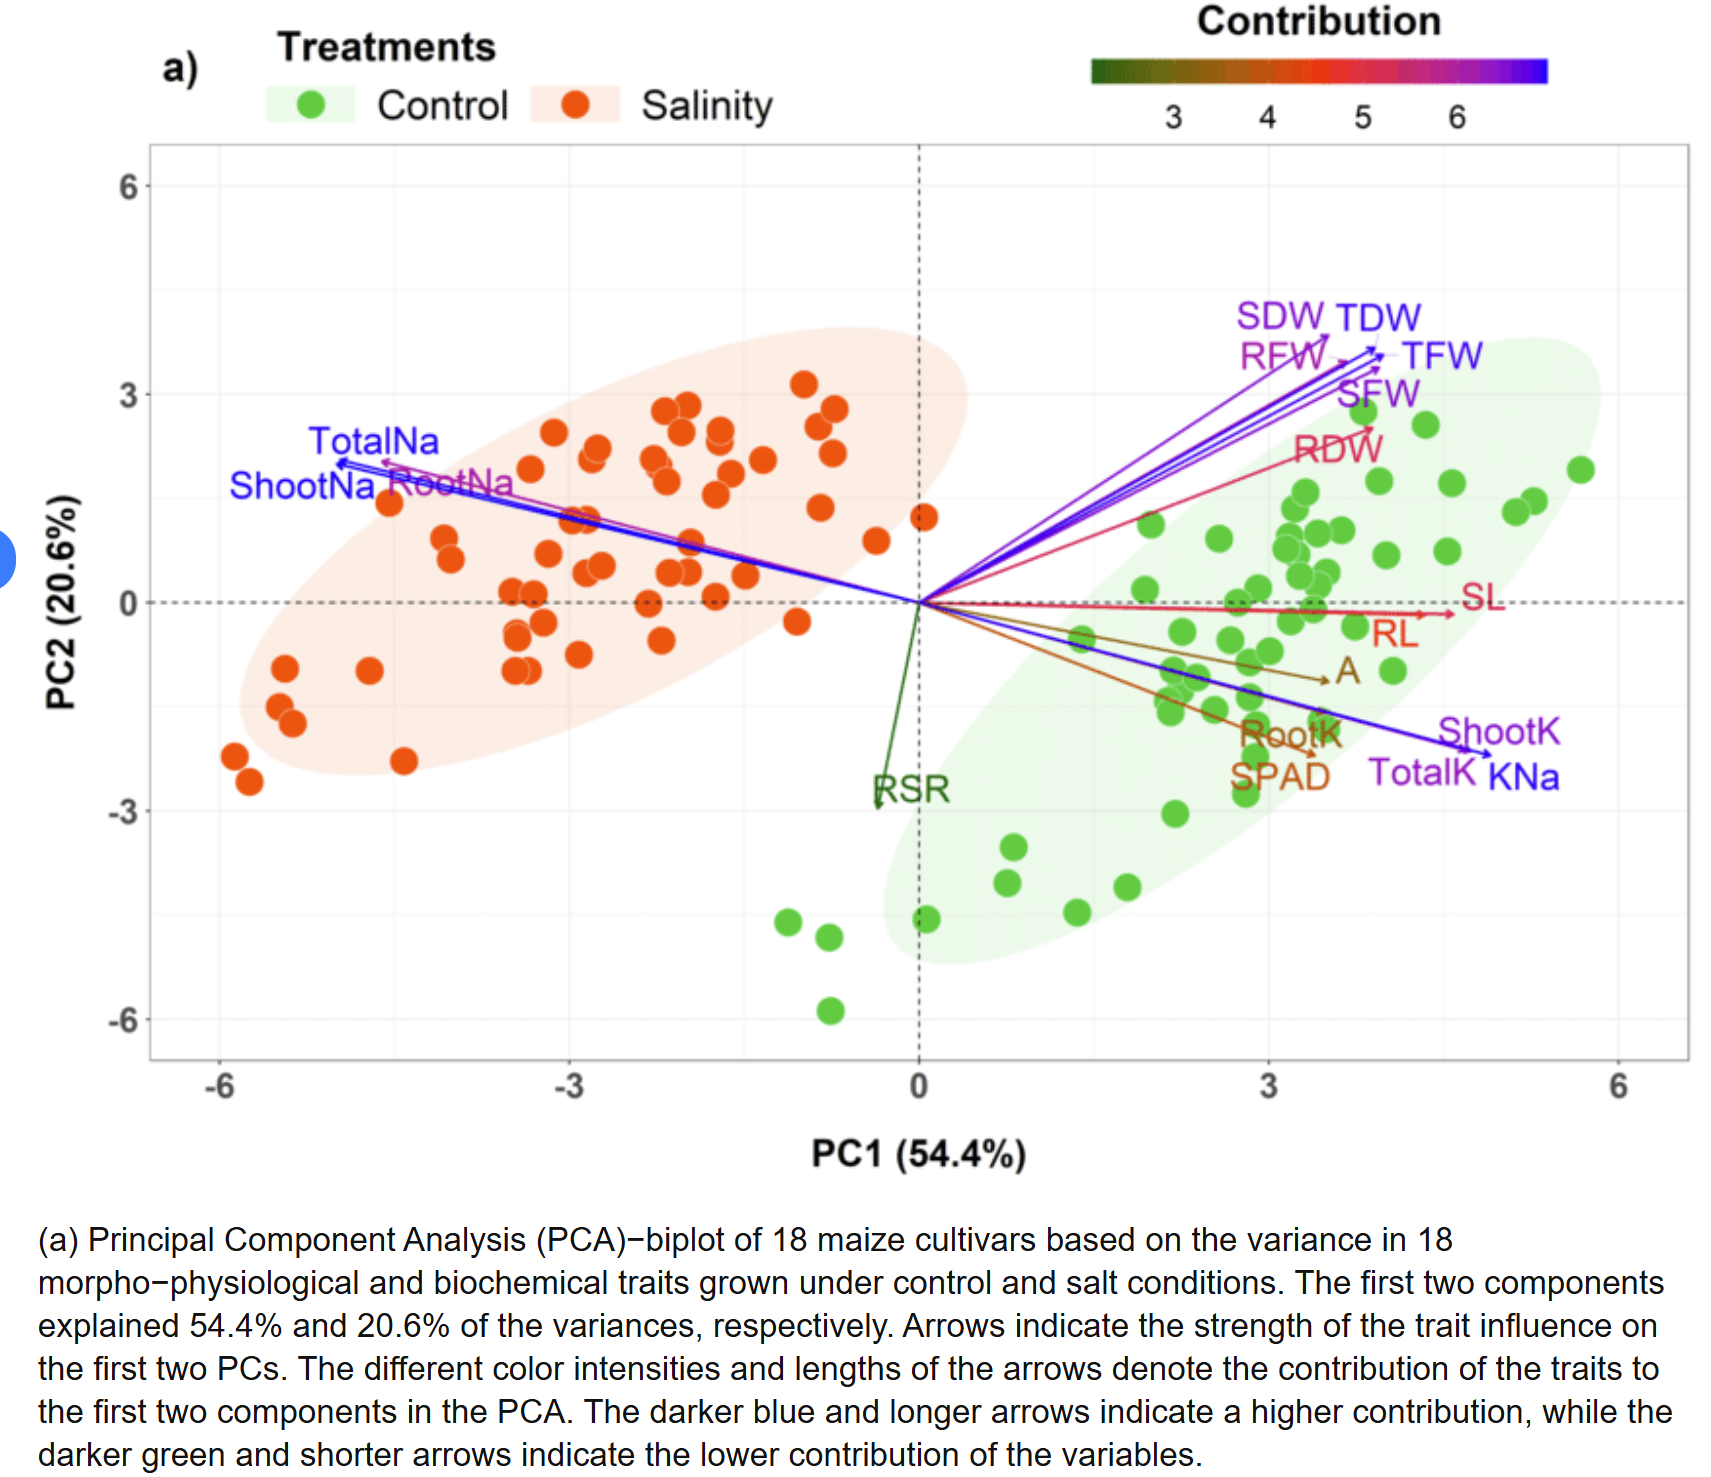 a)
Treatments
Control
Salinity
Contribution
3 4 5 6
PC2 (20.6%)
6
3
0
-3
-6
SDW
TDW
RFW
TFW
SFW
RDW
TotalNa
ShootNa
RootNa
SL
RL
A
RootK
ShootK
SPAD
TotalK
KNa
RSR
-6 -3 0 3 6
PC1 (54.4%)
(a) Principal Component Analysis (PCA)−biplot of 18 maize cultivars based on the variance in 18
morpho−physiological and biochemical traits grown under control and salt conditions. The first two components
explained 54.4% and 20.6% of the variances, respectively. Arrows indicate the strength of the trait influence on
the first two PCs. The different color intensities and lengths of the arrows denote the contribution of the traits to
the first two components in the PCA. The darker blue and longer arrows indicate a higher contribution, while the
darker green and shorter arrows indicate the lower contribution of the variables.